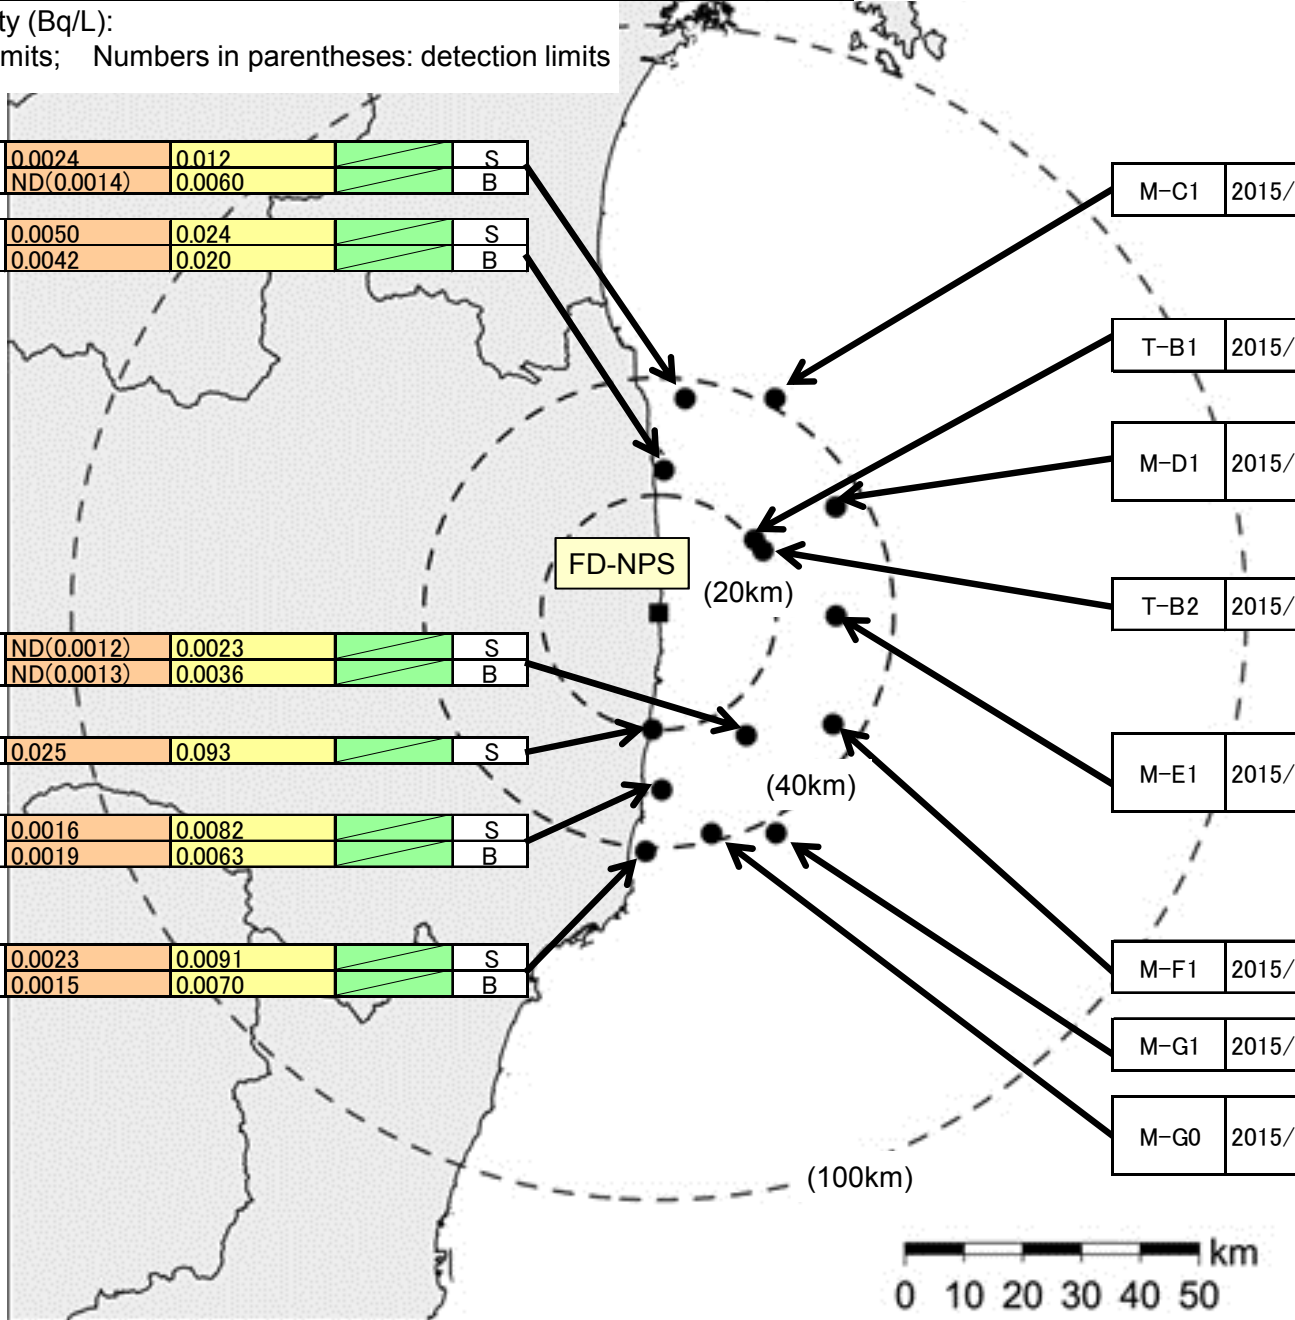 ty (Bq/L):
mits; Numbers in parentheses: detection limits
0.0024 0.012 S
ND(0.0014) 0.0060 B
0.0050 0.024 S
0.0042 0.020 B
M-C1 2015/
T-B1 2015/
M-D1 2015/
FD-NPS
(20km)
T-B2 2015/
ND(0.0012) 0.0023 S
ND(0.0013) 0.0036 B
0.025 0.093 S
M-E1 2015/
(40km)
0.0016 0.0082 S
0.0019 0.0063 B
0.0023 0.0091 S
0.0015 0.0070 B
M-F1 2015/
M-G1 2015/
M-G0 2015/
(100km)
km
0 10 20 30 40 50